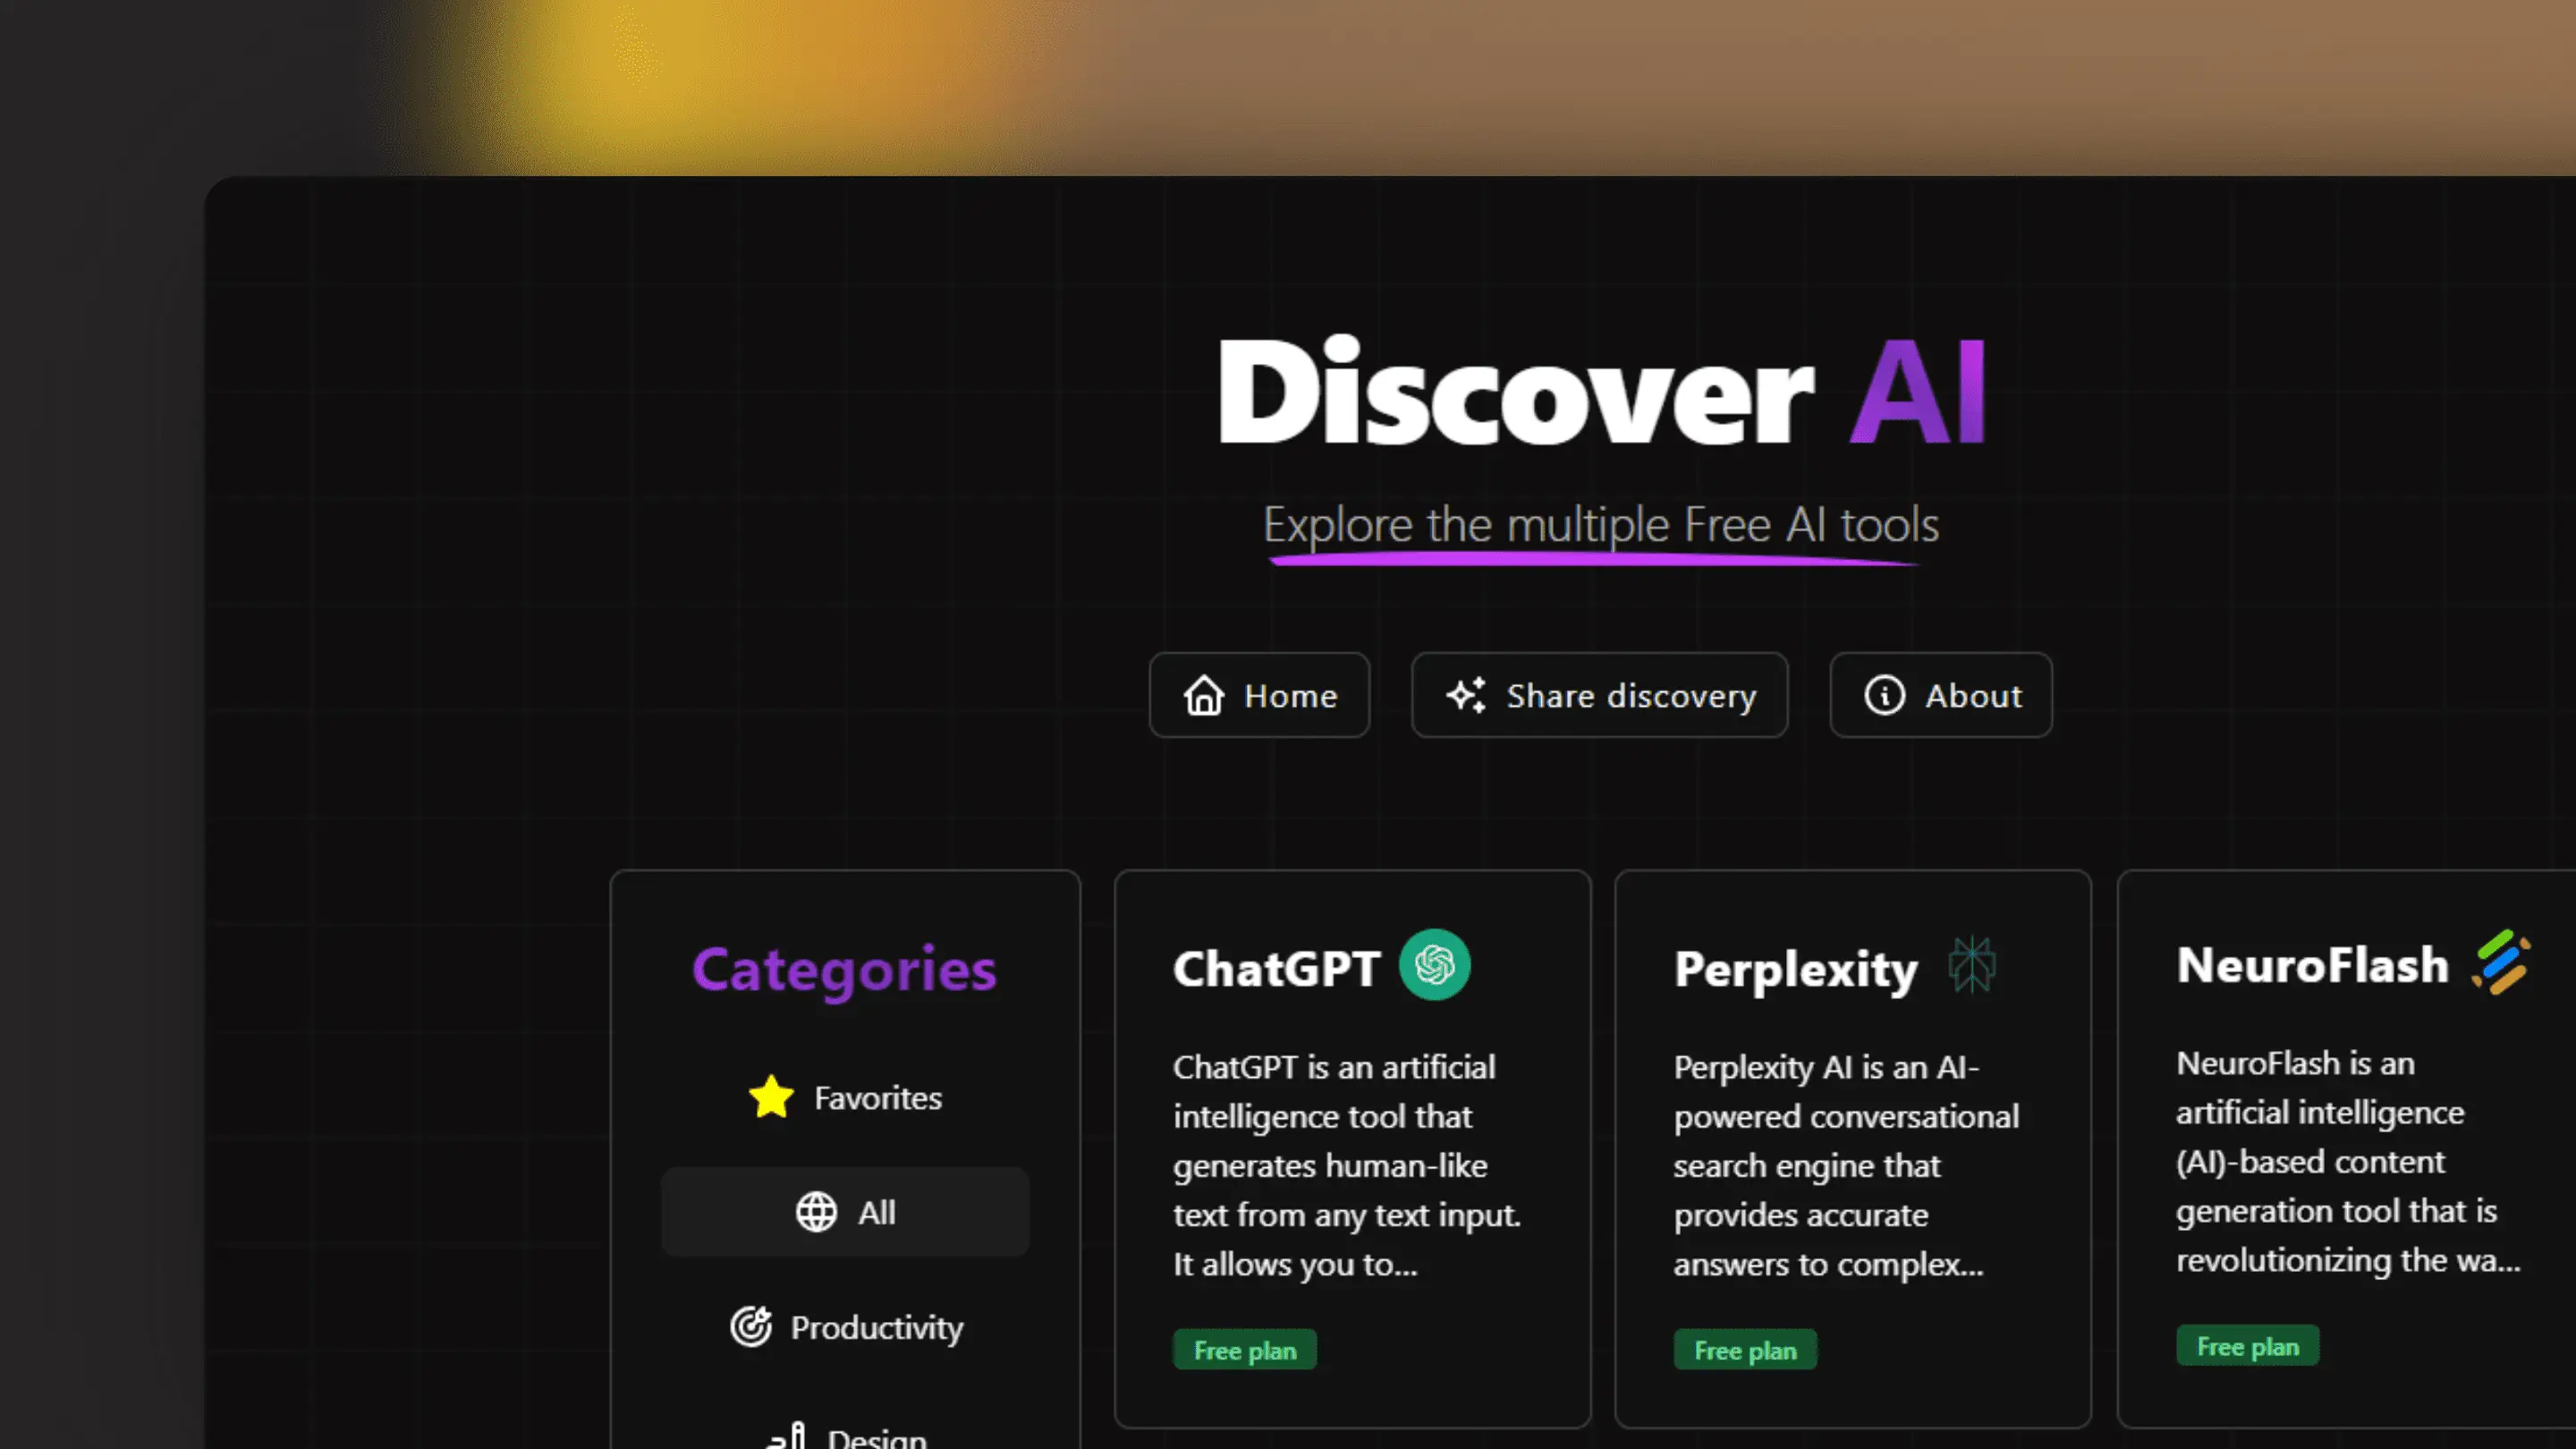 Discover AI
Explore the multiple Free AI tools
Home
Share discovery
About
Categories
Favorites
All
Productivity
Design
ChatGPT
ChatGPT is an artificial
intelligence tool that
generates human-like
text from any text input.
It allows you to...
Free plan
Perplexity
Perplexity AI is an AI-
powered conversational
search engine that
provides accurate
answers to complex...
Free plan
NeuroFlash
NeuroFlash is an
artificial intelligence
(AI)-based content
generation tool that is
revolutionizing the wa...
Free plan